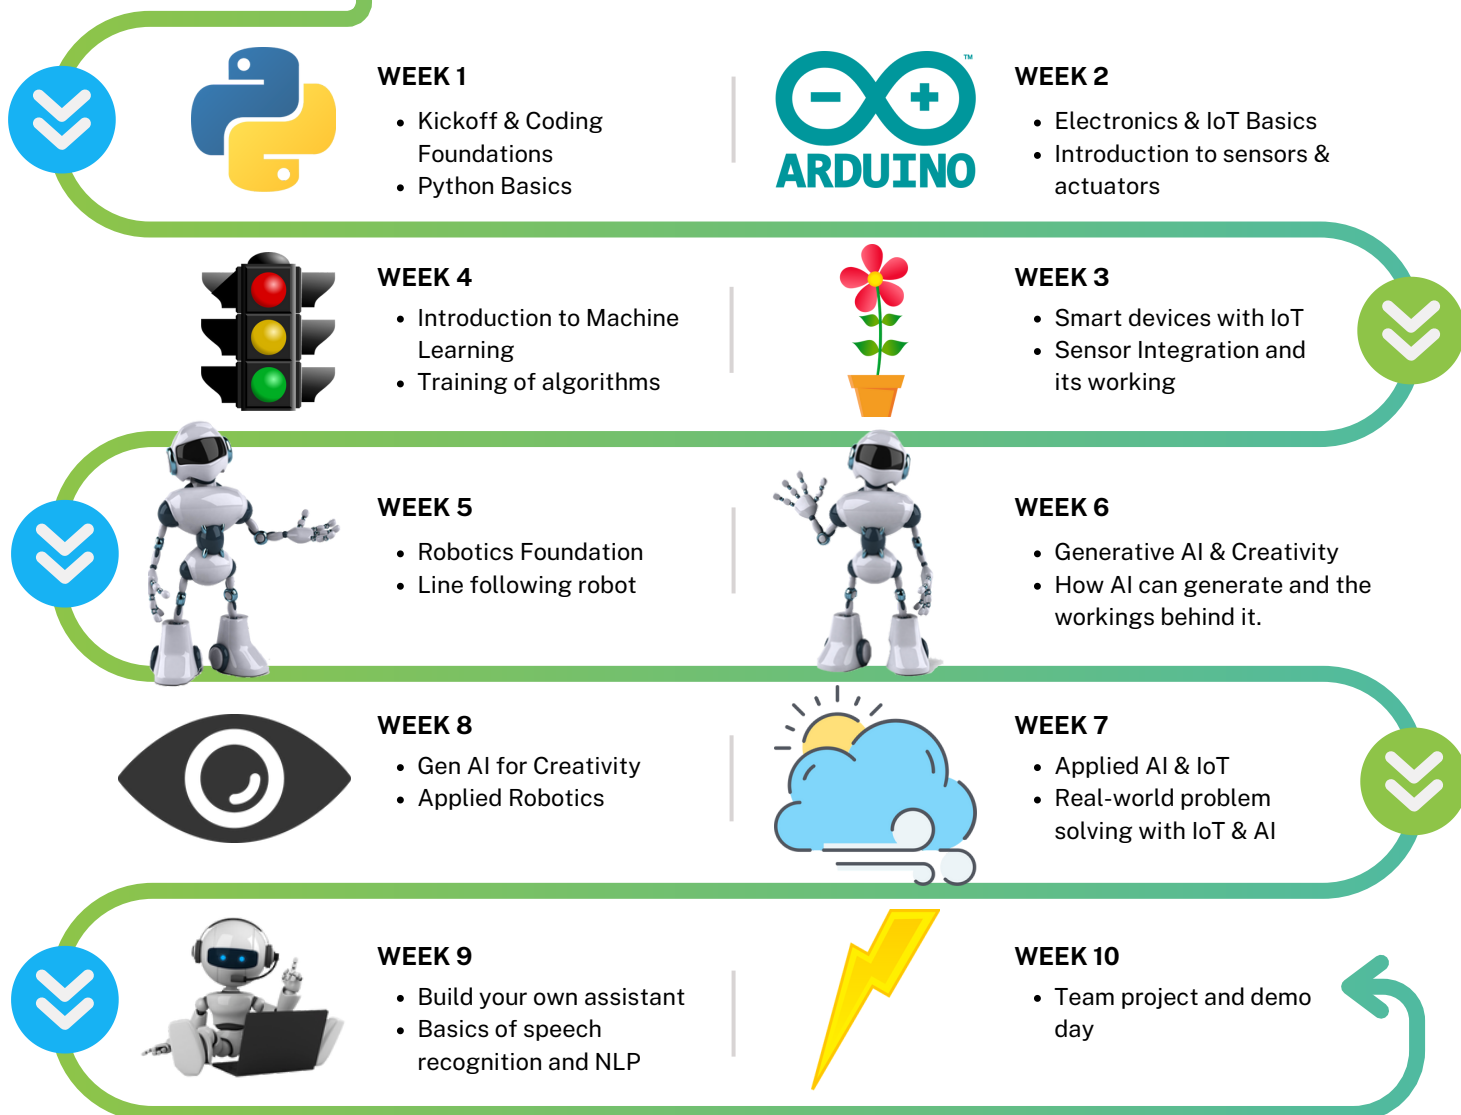 WEEK 1
• Kickoff & Coding
Foundations
• Python Basics
ARDUINO
™
WEEK 2
• Electronics & IoT Basics
• Introduction to sensors &
actuators
WEEK 4
• Introduction to Machine
Learning
• Training of algorithms
WEEK 3
• Smart devices with IoT
• Sensor Integration and
its working
WEEK 5
• Robotics Foundation
• Line following robot
WEEK 6
• Generative AI & Creativity
• How AI can generate and the
workings behind it.
WEEK 8
• Gen AI for Creativity
• Applied Robotics
WEEK 7
• Applied AI & IoT
• Real-world problem
solving with IoT & AI
WEEK 9
• Build your own assistant
• Basics of speech
recognition and NLP
WEEK 10
• Team project and demo
day